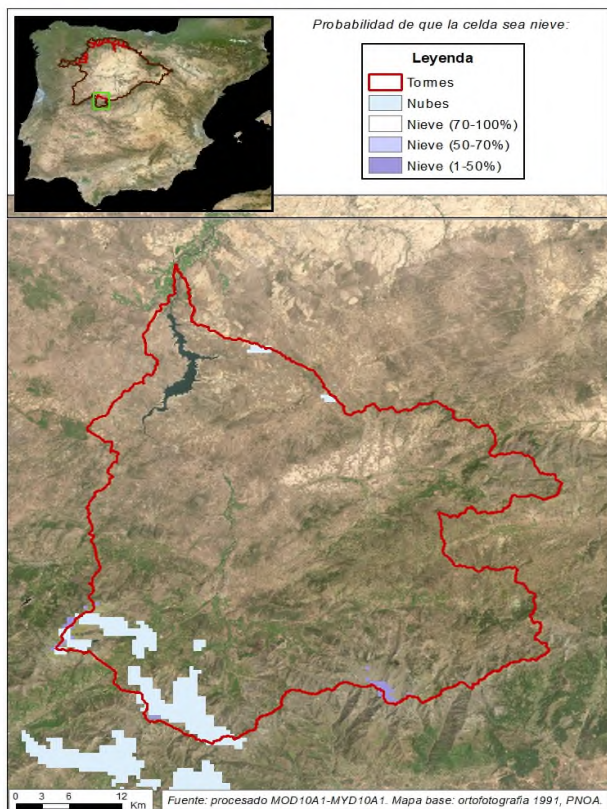 Probabilidad de que la celda sea nieve:
Leyenda
Tormes
Nubes
Nieve (70-100%)
Nieve (50-70%)
Nieve (1-50%)
0 3 6 12
Km
Fuente: procesado MOD10A1-MYD10A1. Mapa base: ortofotografia 1991, PNOA